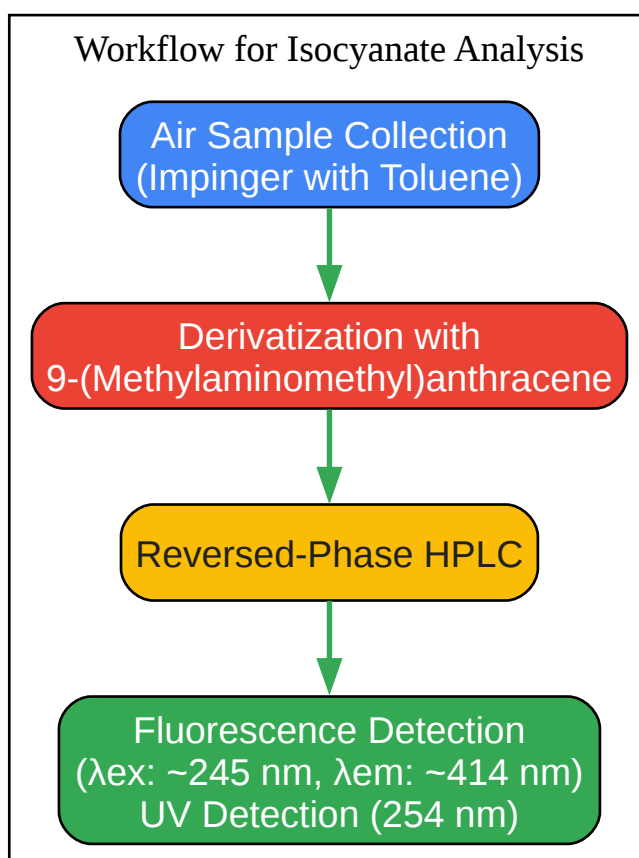 Workflow for Isocyanate Analysis
Air Sample Collection
(Impinger with Toluene)
Derivatization with
9-(Methylaminomethyl)anthracene
Reversed-Phase HPLC
Fluorescence Detection
(λex: ~245 nm, λem: ~414 nm)
UV Detection (254 nm)